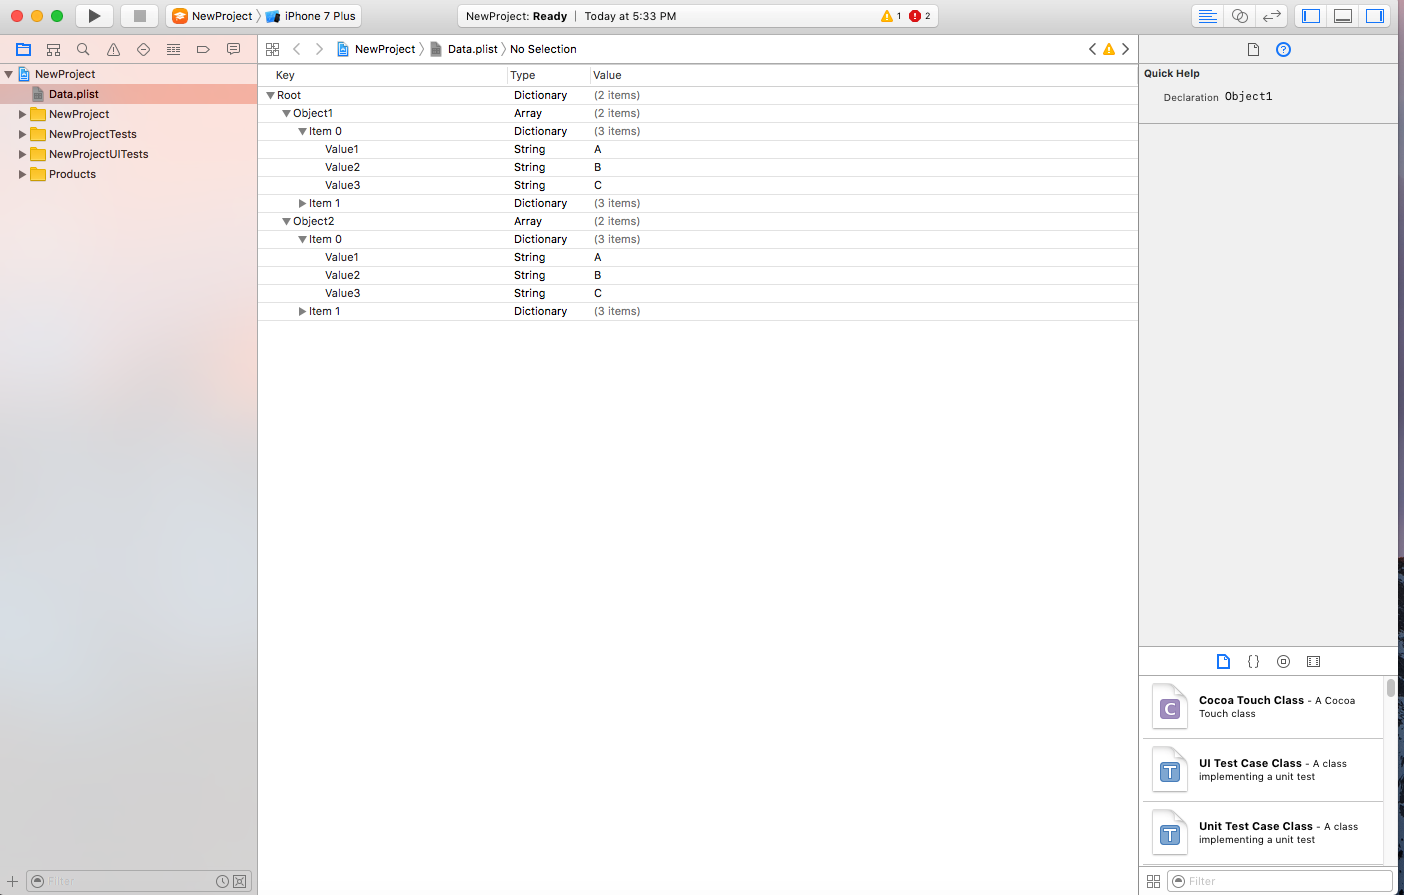 NewProject iPhone 7 Plus
NewProject: Ready | Today at 5:33 PM 1 2
NewProject Data.plist No Selection
NewProject
Data.plist
NewProject
NewProjectTests
NewProjectUITests
Products
Filter
Key Type Value
Root Dictionary (2 items)
Object1 Array (2 items)
Item 0 Dictionary (3 items)
Value1 String A
Value2 String B
Value3 String C
Item 1 Dictionary (3 items)
Object2 Array (2 items)
Item 0 Dictionary (3 items)
Value1 String A
Value2 String B
Value3 String C
Item 1 Dictionary (3 items)
Quick Help
Declaration Object1
{}
C
Cocoa Touch Class - A Cocoa
Touch class
T
UI Test Case Class - A class
implementing a unit test
T
Unit Test Case Class - A class
implementing a unit test
Filter